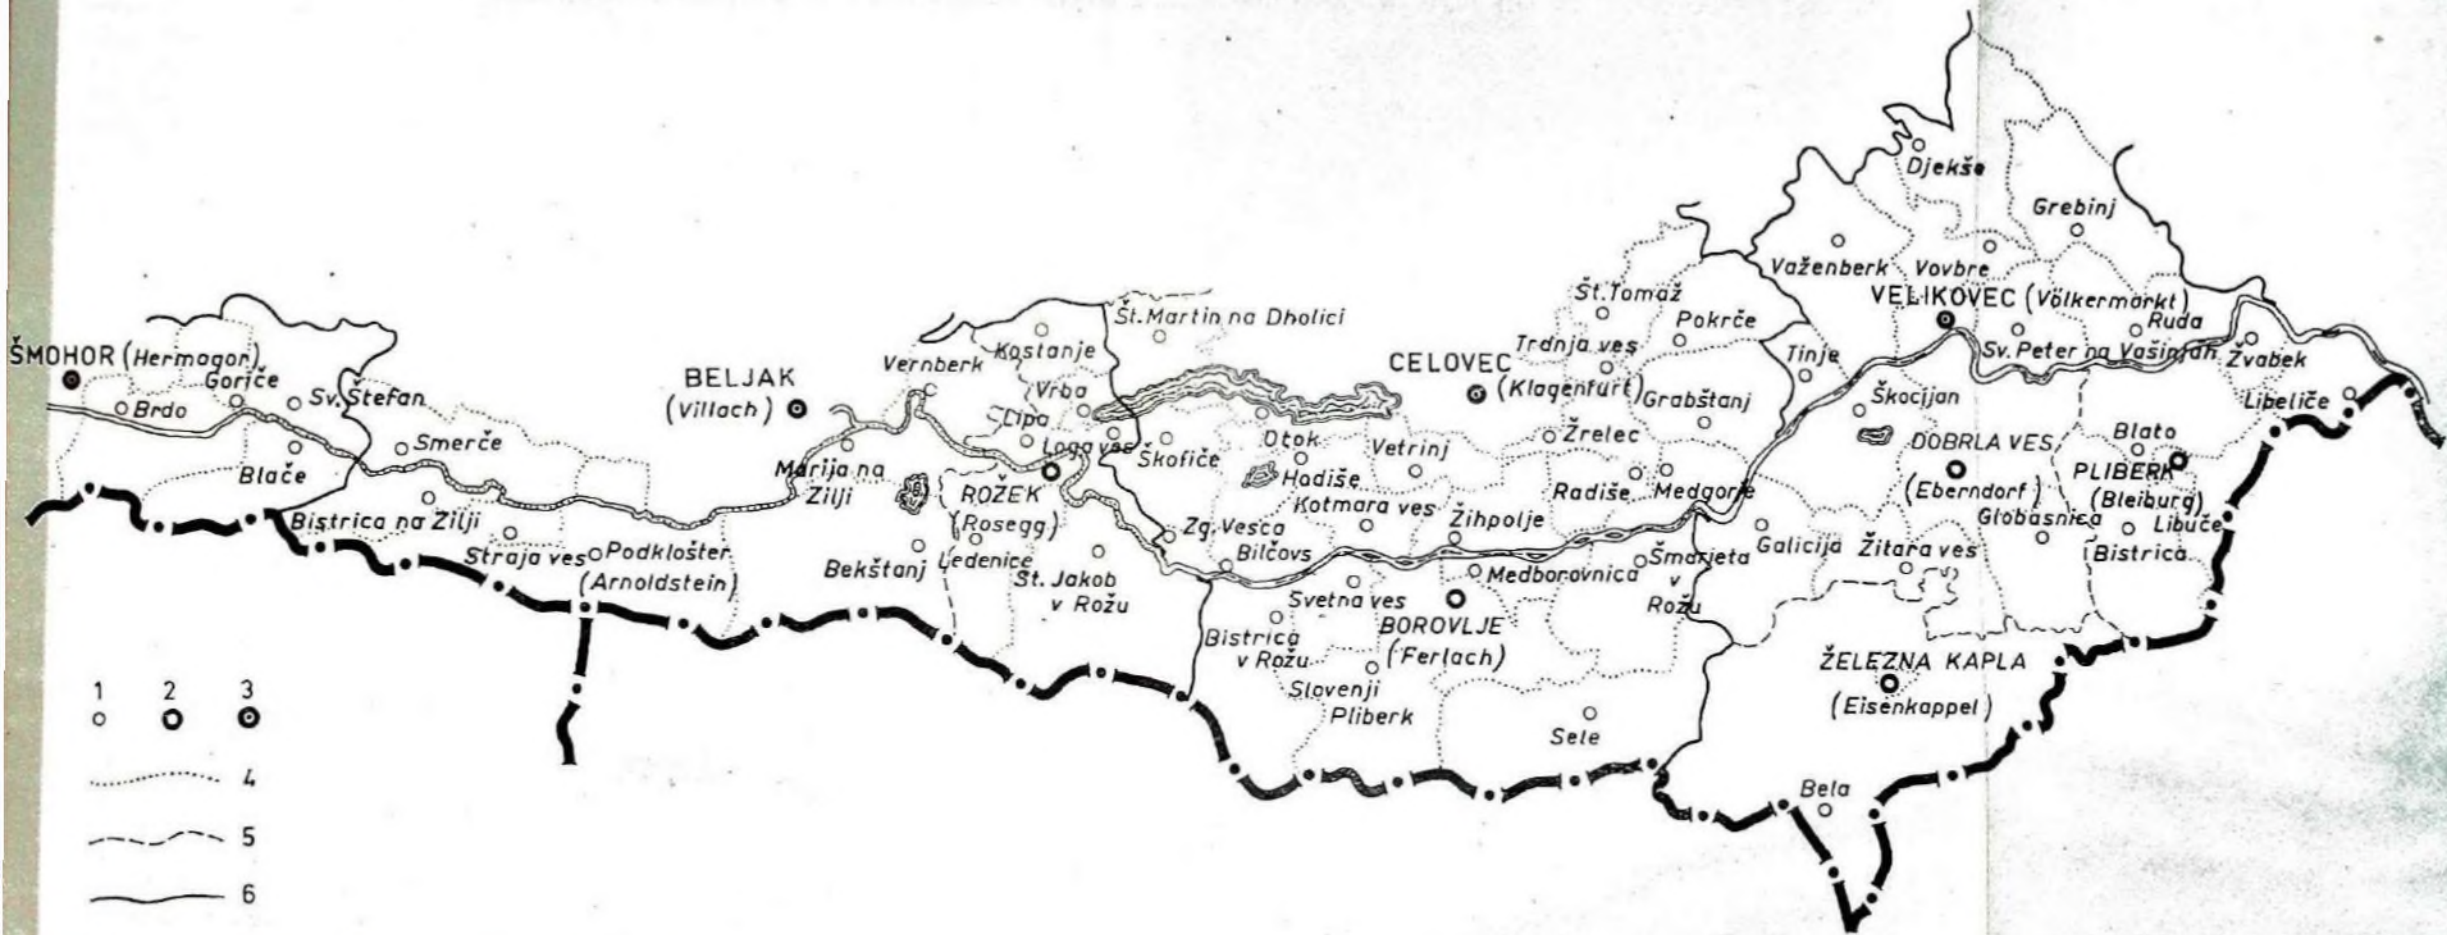 Djekše
Grebinj
Važenberk
Vovbre
VELIKOVEC (Völkermarkt)
Ruda
Št. Tomaž
Pokrče
Trdnja ves
Tinje
Sv. Peter na Vašinjah
Žvabek
Št. Martin na Dholici
Kostanje
Vernberk
ŠMOHOR (Hermagor)
Goriče
Sv. Štefan
Brdo
BELJAK
(Villach)
Vrba
CELOVEC
(Klagenfurt)
Grabštanj
Škocijan
Libeliče
Lipa
Loga ves
Škofiče
Otok
Vetrinj
Žrelec
DOBRLA VES
(Eberndorf)
Blato
PLIBERK
(Bleiburg)
Smerče
Blače
Marija na
Zilji
ROŽEK
(Rosegg)
Hodiše
Kotmara ves
Radiše
Medgorje
Žihpolje
Globasnica
Libuče
Bistrica na Zilji
Straja ves
Podklošter
(Arnoldstein)
Bekštanj
Ledenice
Zg. Vesca
Bilčovs
Šmarjeta
v
Rožu
Galicija
Žitara ves
Bistrica
Št. Jakob
v Rožu
Medborovnica
Svetna ves
BOROVLJE
(Ferlach)
Bistrica
v Rožu
Slovenji
Pliberk
Sele
ŽELEZNA KAPLA
(Eisenkappel)
Bela
1 2 3
4
5
6